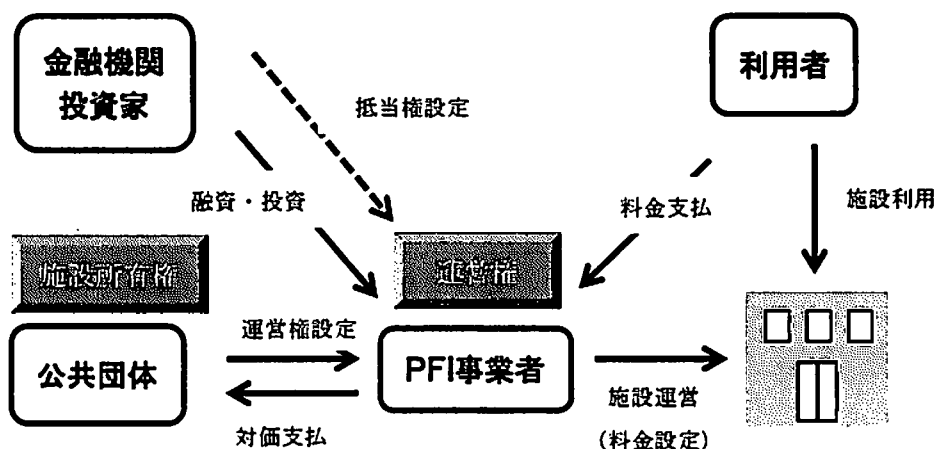 金融機関
投資家
利用者
抵当権設定
融資・投資
料金支払
施設利用
施設所有権
運営権
公共団体
運営権設定
対価支払
PFI事業者
施設運営
(料金設定)